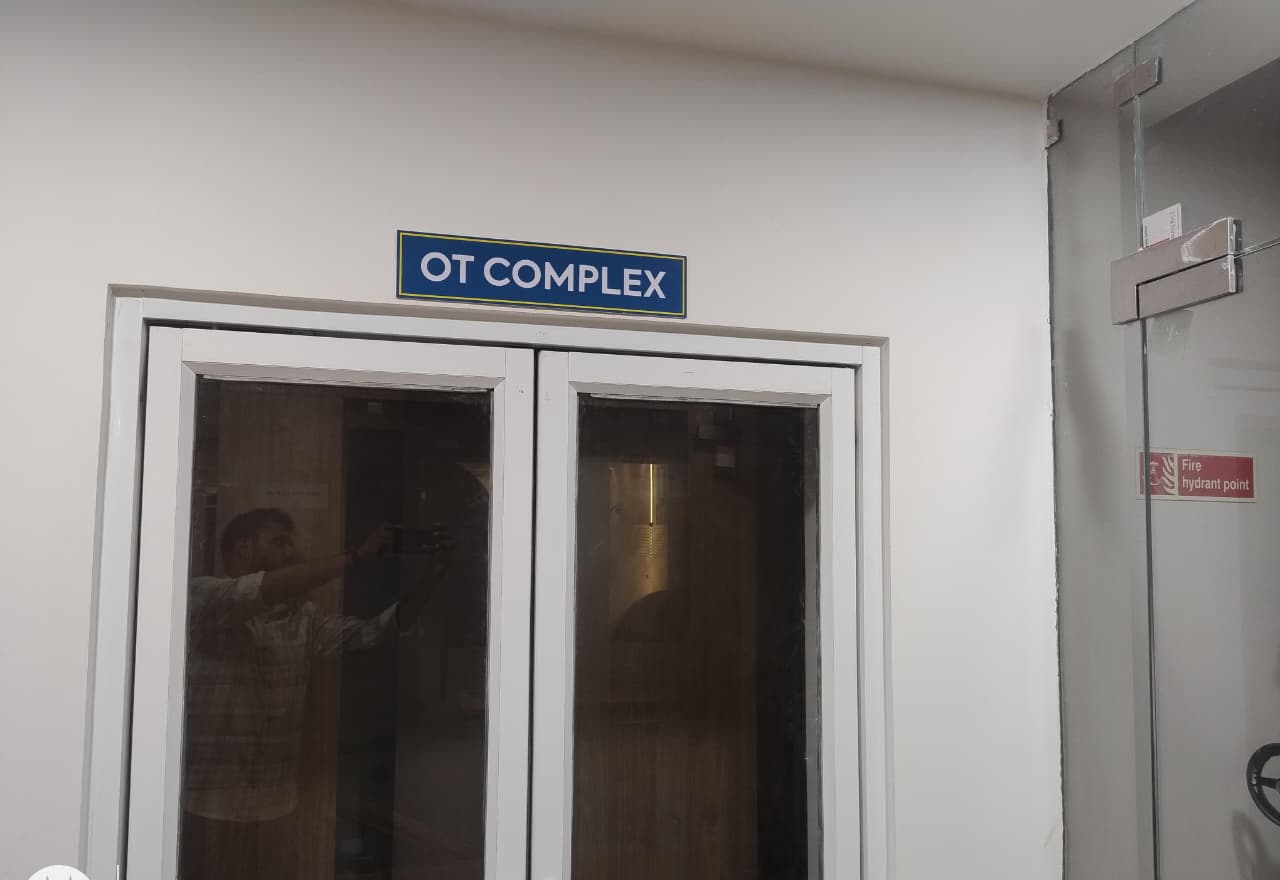 OT COMPLEX
Fire
hydrant point